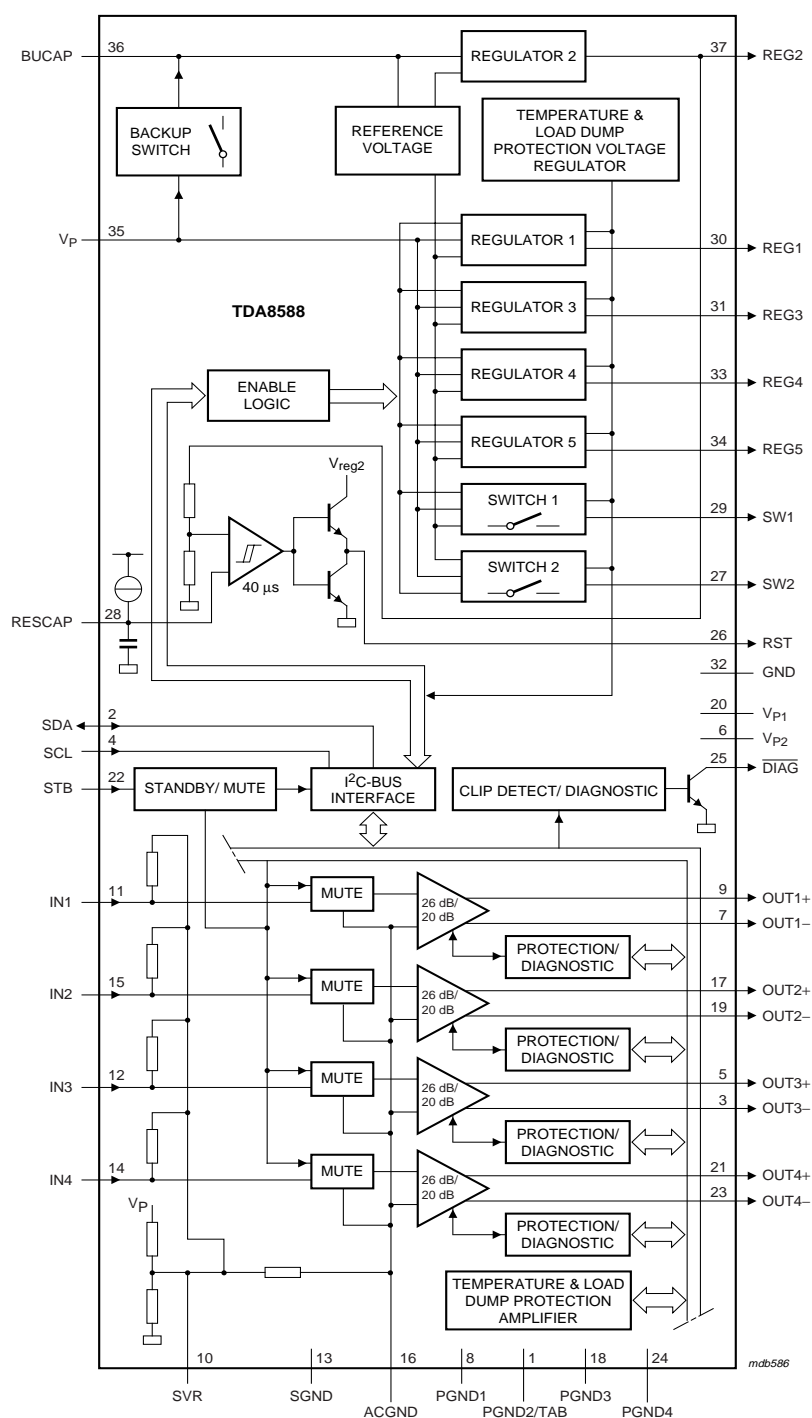 BUCAP 36 REGULATOR 2 37 REG2
BACKUP SWITCH
REFERENCE VOLTAGE
TEMPERATURE & LOAD DUMP PROTECTION VOLTAGE REGULATOR
VP 35 REGULATOR 1 30 REG1
REGULATOR 3 31 REG3
TDA8588
ENABLE LOGIC
REGULATOR 4 33 REG4
REGULATOR 5 34 REG5
Vreg2
SWITCH 1 29 SW1
40 µs
SWITCH 2 27 SW2
RESCAP 28
26 RST
32 GND
20 VP1
6 VP2
SDA 2
SCL 4
STB 22 STANDBY/ MUTE
I2C-BUS INTERFACE
CLIP DETECT/ DIAGNOSTIC
25 DIAG
IN1 11 MUTE 26 dB/ 20 dB 9 OUT1+
7 OUT1−
PROTECTION/ DIAGNOSTIC
IN2 15 MUTE 26 dB/ 20 dB 17 OUT2+
19 OUT2−
PROTECTION/ DIAGNOSTIC
IN3 12 MUTE 26 dB/ 20 dB 5 OUT3+
3 OUT3−
PROTECTION/ DIAGNOSTIC
IN4 14 MUTE 26 dB/ 20 dB 21 OUT4+
23 OUT4−
VP
PROTECTION/ DIAGNOSTIC
TEMPERATURE & LOAD DUMP PROTECTION AMPLIFIER
10 13 16 8 1 18 24
mdb586
SVR SGND ACGND PGND1 PGND2/TAB PGND3 PGND4